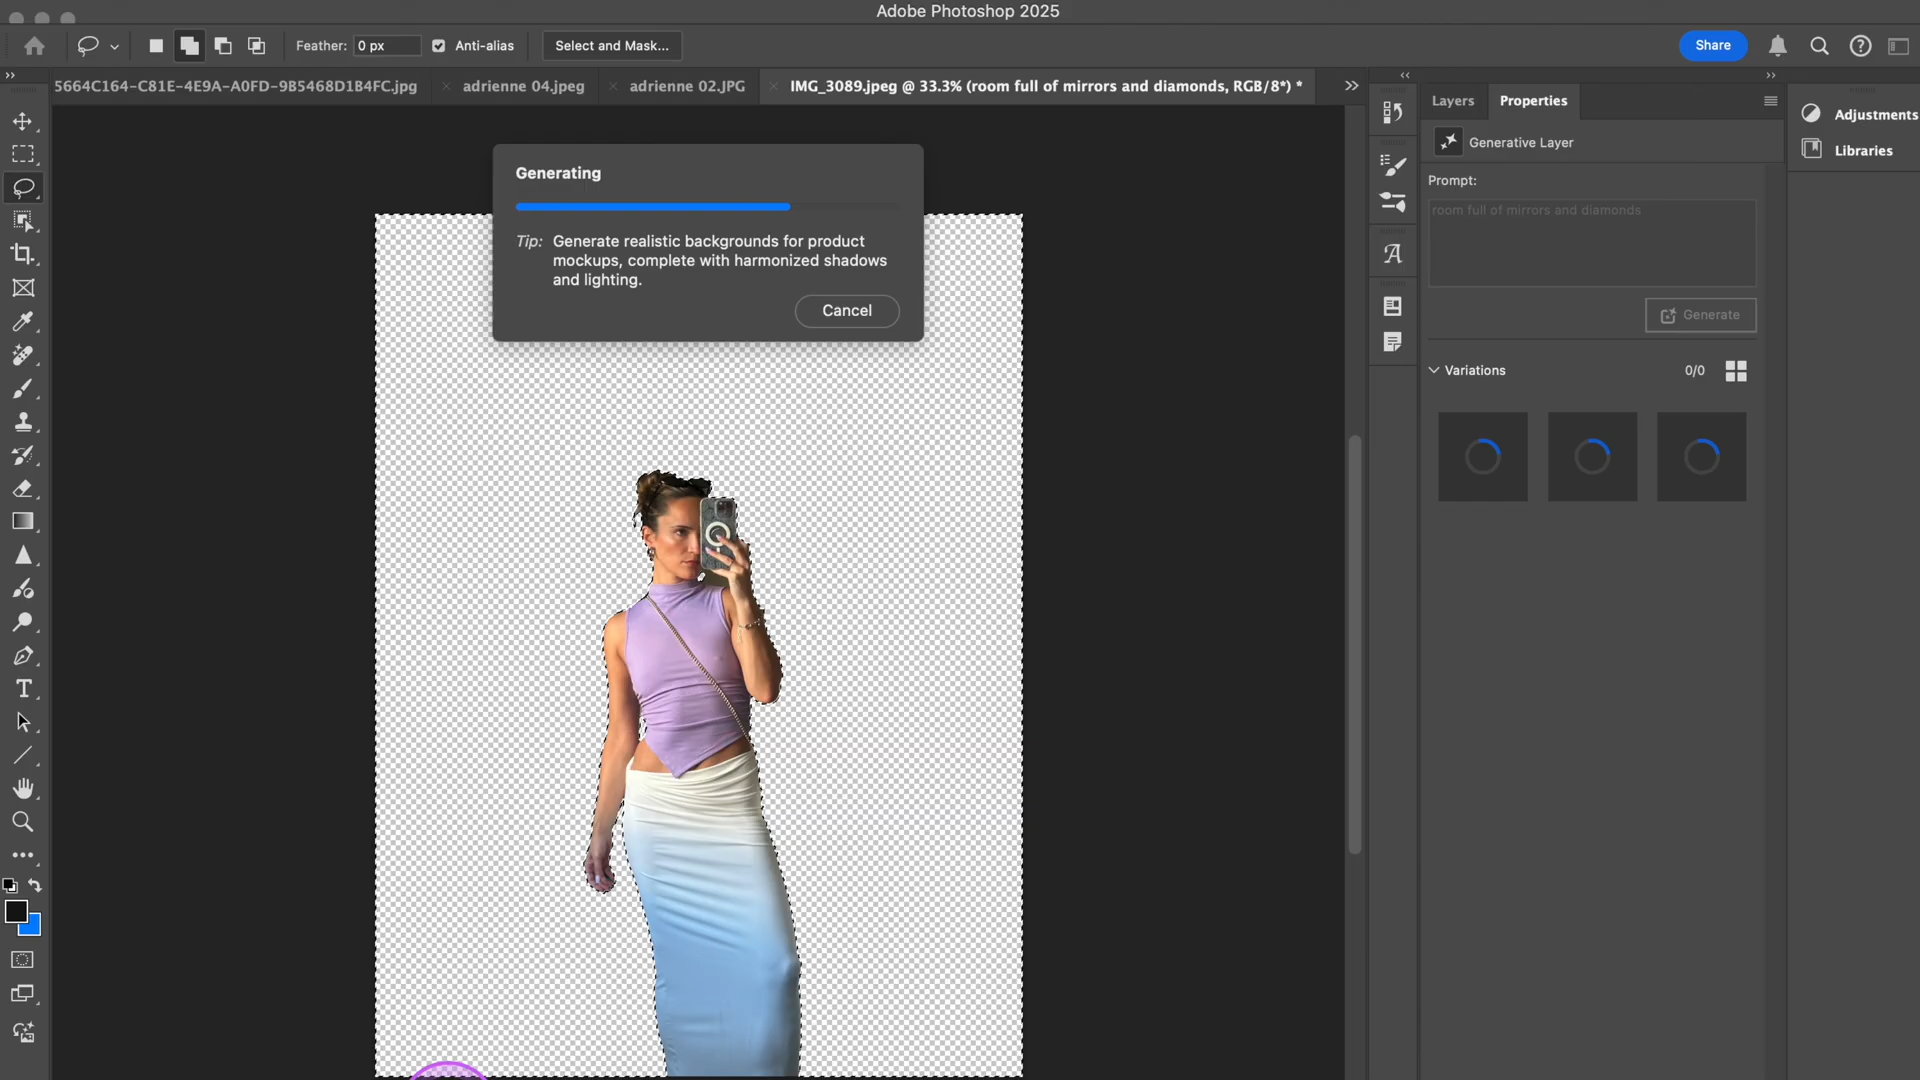 Adobe Photoshop 2025
Feather: 0 px Anti-alias Select and Mask... Share
5664C164-C81E-4E9A-A0FD-9B5468D1B4FC.jpg adrienne 04.jpeg adrienne 02.JPG IMG_3089.jpeg @ 33.3% (room full of mirrors and diamonds, RGB/8*) *
Layers Properties
Adjustments
Libraries
Generative Layer
Prompt:
room full of mirrors and diamonds
Generate
Variations 0/0
Generating
Tip: Generate realistic backgrounds for product
mockups, complete with harmonized shadows
and lighting.
Cancel